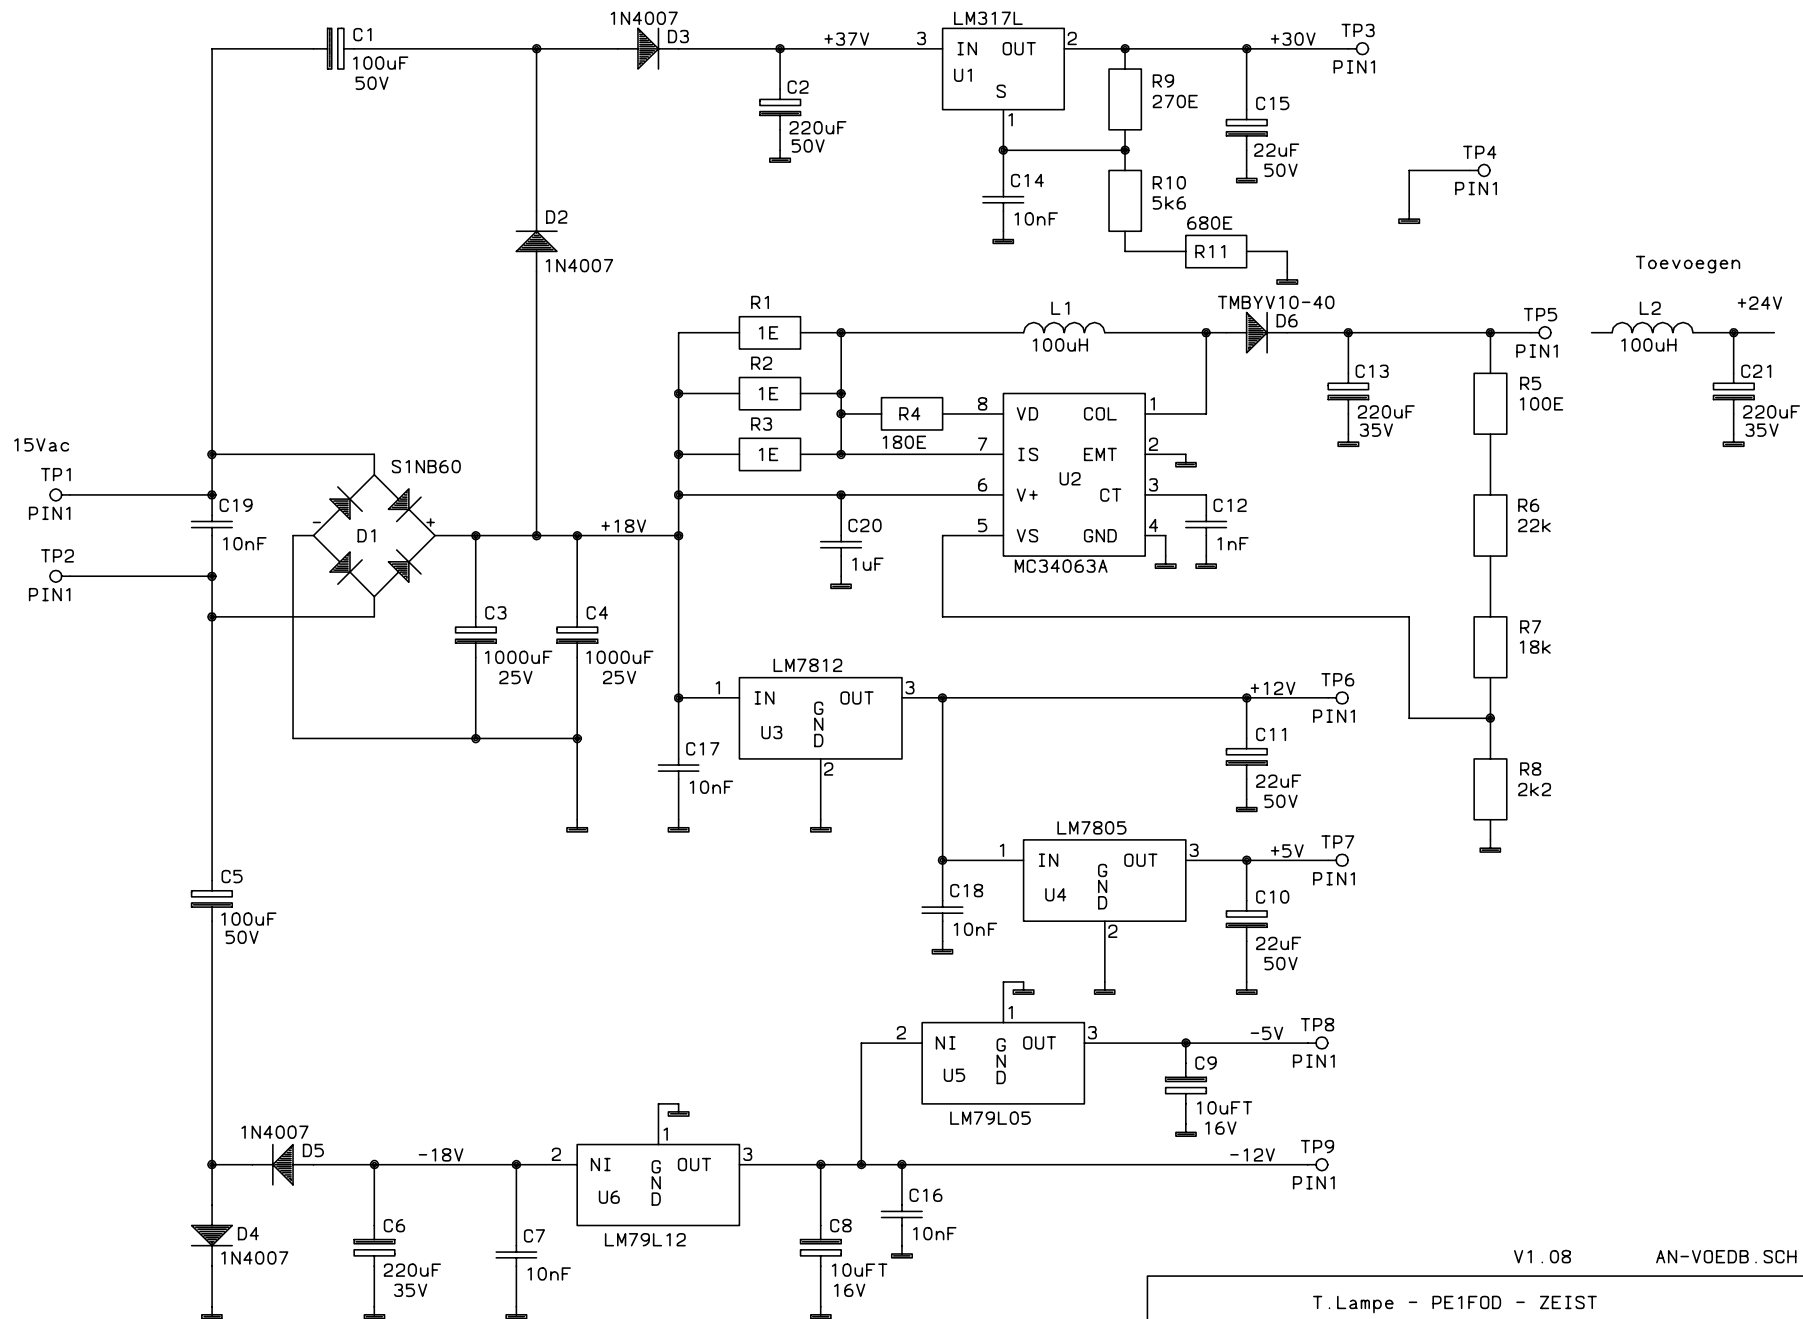 1N4007
D3
C1
100uF
50V
+37V
C2
220uF
50V
LM317L
3
IN OUT
2
U1
S
1
R9
270E
+30V
C15
22uF
50V
TP3
PIN1
TP4
PIN1
C14
10nF
R10
5k6
680E
R11
D2
1N4007
Toevoegen
R1
1E
R2
1E
R3
1E
L1
100uH
TMBYV10-40
D6
TP5
PIN1
L2
100uH
+24V
C13
220uF
35V
R5
100E
C21
220uF
35V
R4
180E
8
VD
COL
1
7
IS
EMT
2
U2
6
V+
CT
3
5
VS
GND
4
MC34063A
C12
1nF
R6
22k
R7
18k
R8
2k2
15Vac
TP1
PIN1
TP2
PIN1
C19
10nF
S1NB60
-
+
D1
+18V
C20
1uF
C3
1000uF
25V
C4
1000uF
25V
LM7812
1
IN
OUT
3
GND
U3
2
C17
10nF
+12V
TP6
PIN1
C11
22uF
50V
LM7805
1
IN
OUT
3
GND
U4
2
C18
10nF
+5V
TP7
PIN1
C10
22uF
50V
C5
100uF
50V
1
2
NI
OUT
3
GND
U5
LM79L05
-5V
TP8
PIN1
C9
10uFT
16V
1N4007
D5
-18V
1
2
NI
OUT
3
GND
U6
LM79L12
-12V
TP9
PIN1
D4
1N4007
C6
220uF
35V
C7
10nF
C8
10uFT
16V
C16
10nF
V1.08 AN-VOEDB.SCH
T.Lampe - PE1FOD - ZEIST